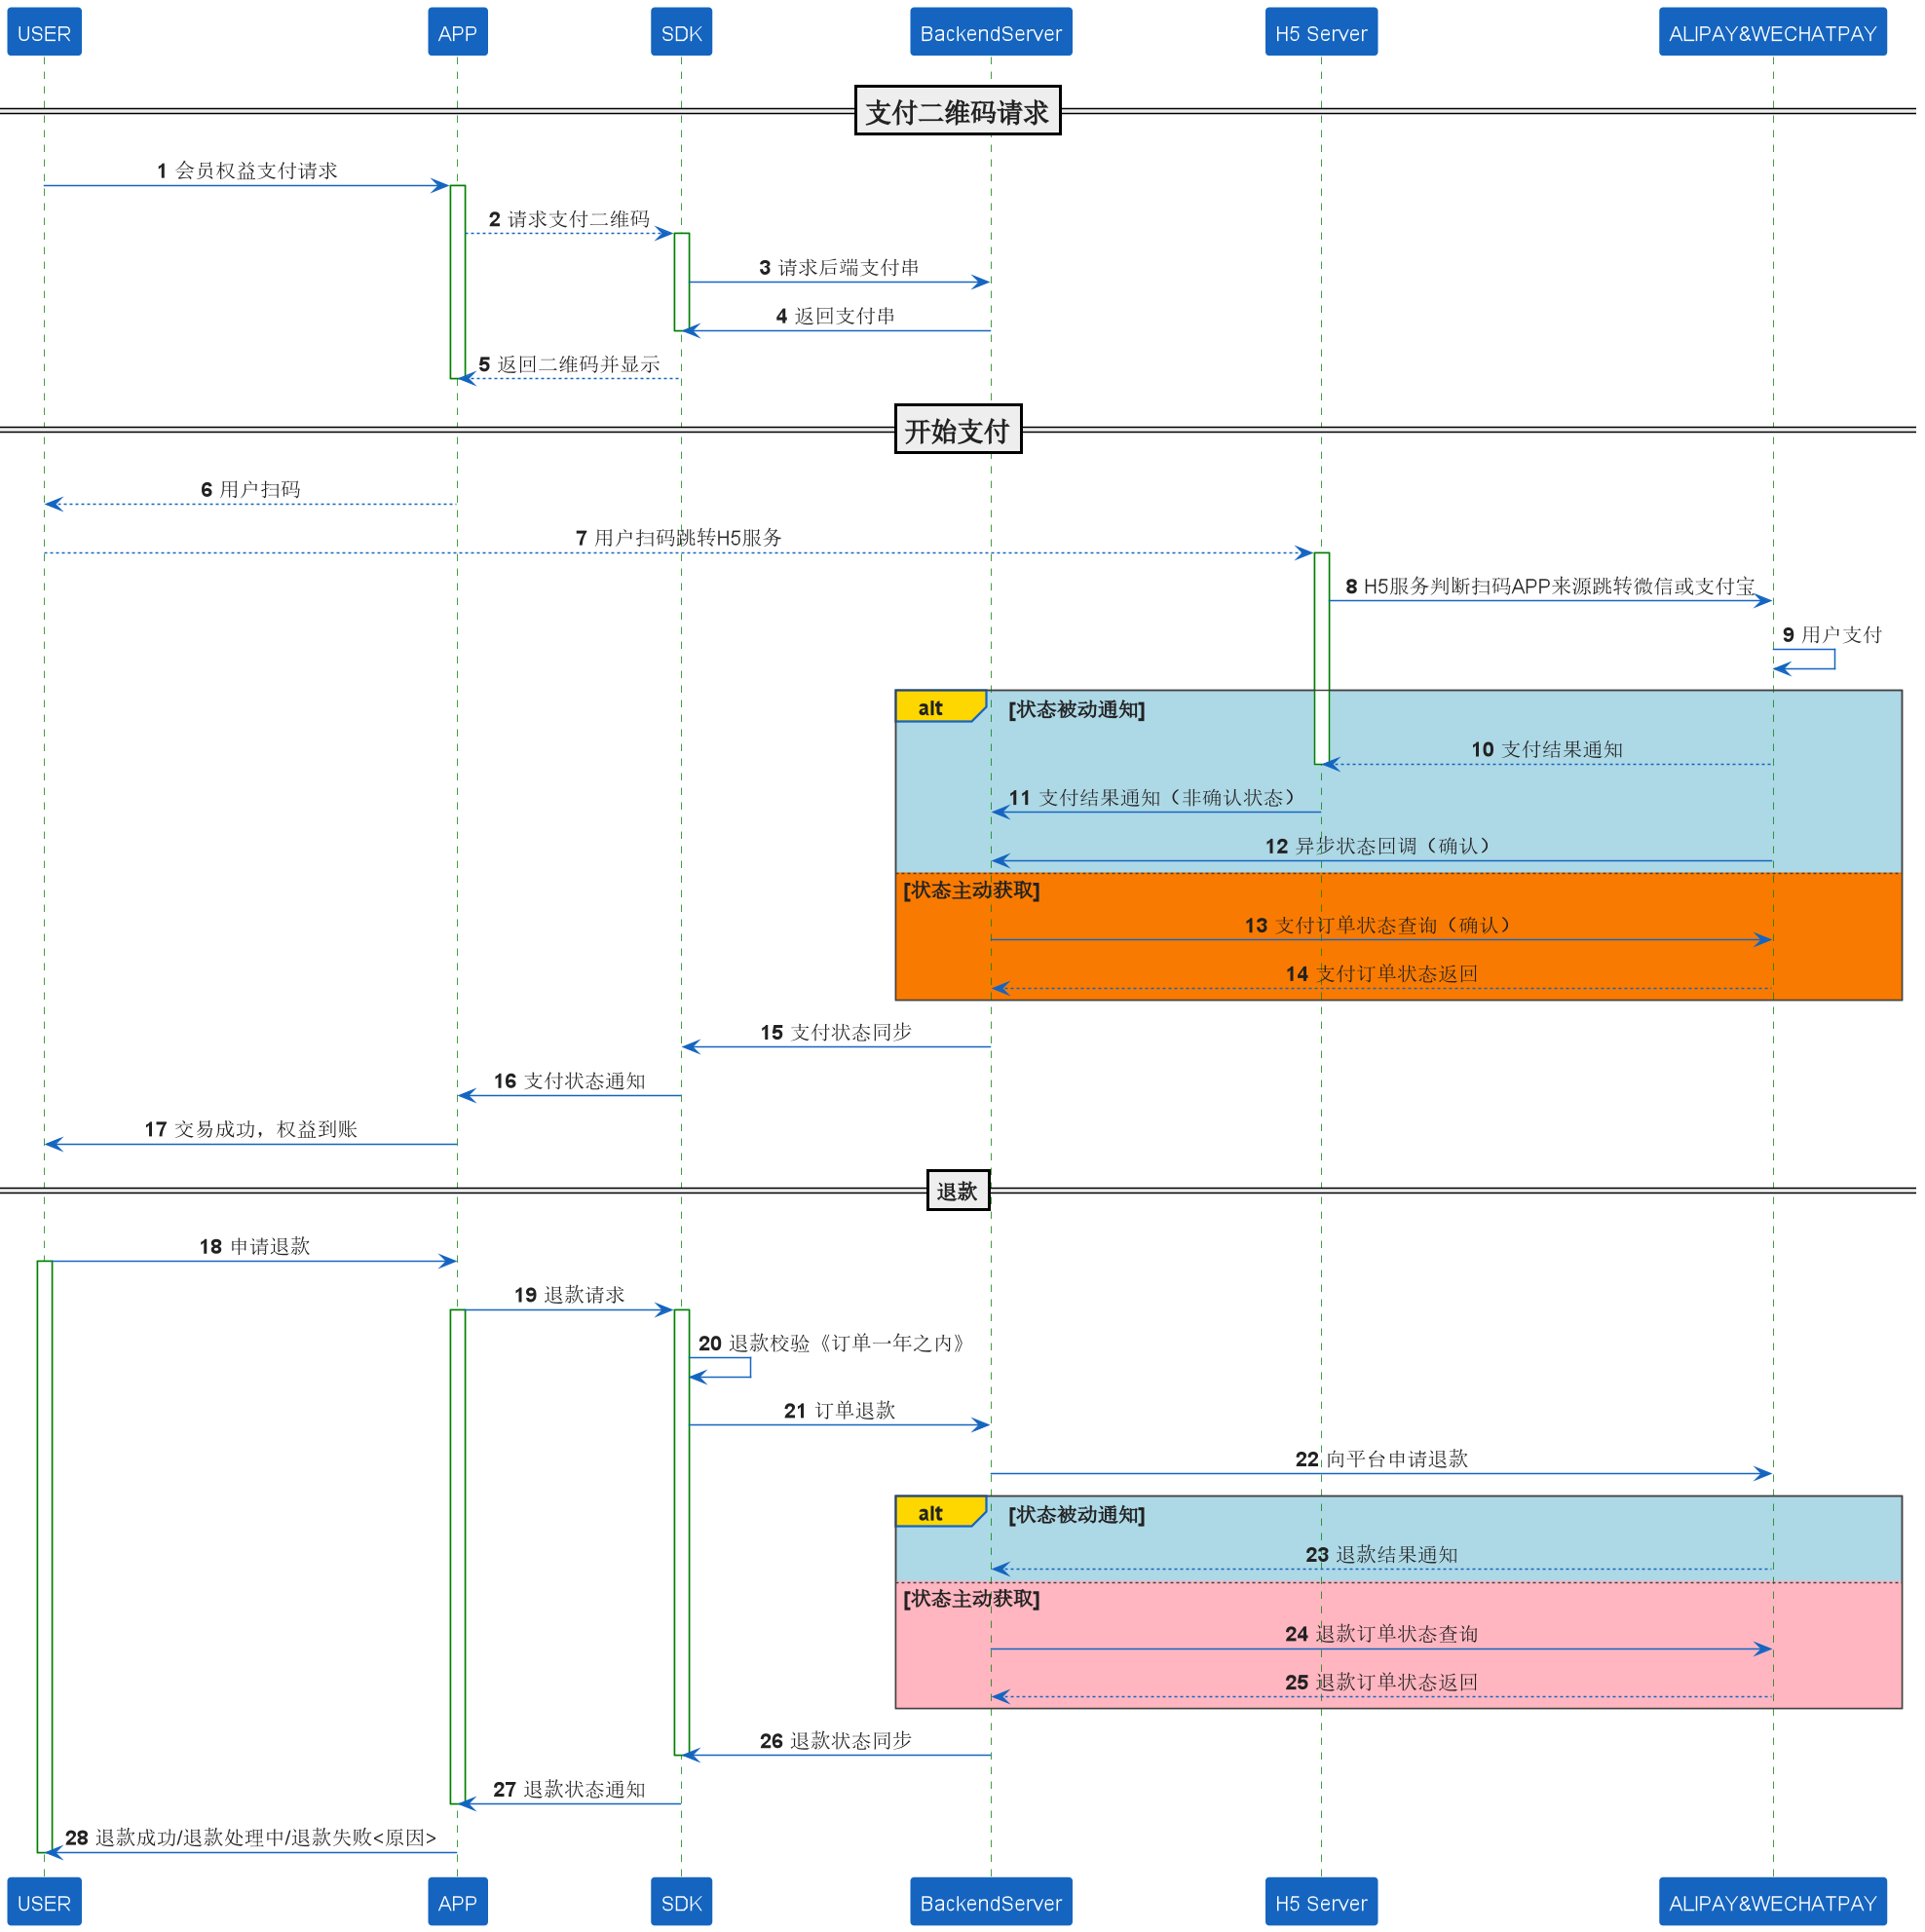 USER APP SDK BackendServer H5 Server ALIPAY&WECHATPAY
支付二维码请求
1 会员权益支付请求
2 请求支付二维码
3 请求后端支付串
4 返回支付串
5 返回二维码并显示
开始支付
6 用户扫码
7 用户扫码跳转H5服务
8 H5服务判断扫码APP来源跳转微信或支付宝
9 用户支付
alt [状态被动通知]
10 支付结果通知
11 支付结果通知（非确认状态）
12 异步状态回调（确认）
[状态主动获取]
13 支付订单状态查询（确认）
14 支付订单状态返回
15 支付状态同步
16 支付状态通知
17 交易成功，权益到账
退款
18 申请退款
19 退款请求
20 退款校验《订单一年之内》
21 订单退款
22 向平台申请退款
alt [状态被动通知]
23 退款结果通知
[状态主动获取]
24 退款订单状态查询
25 退款订单状态返回
26 退款状态同步
27 退款状态通知
28 退款成功/退款处理中/退款失败<原因>
USER APP SDK BackendServer H5 Server ALIPAY&WECHATPAY